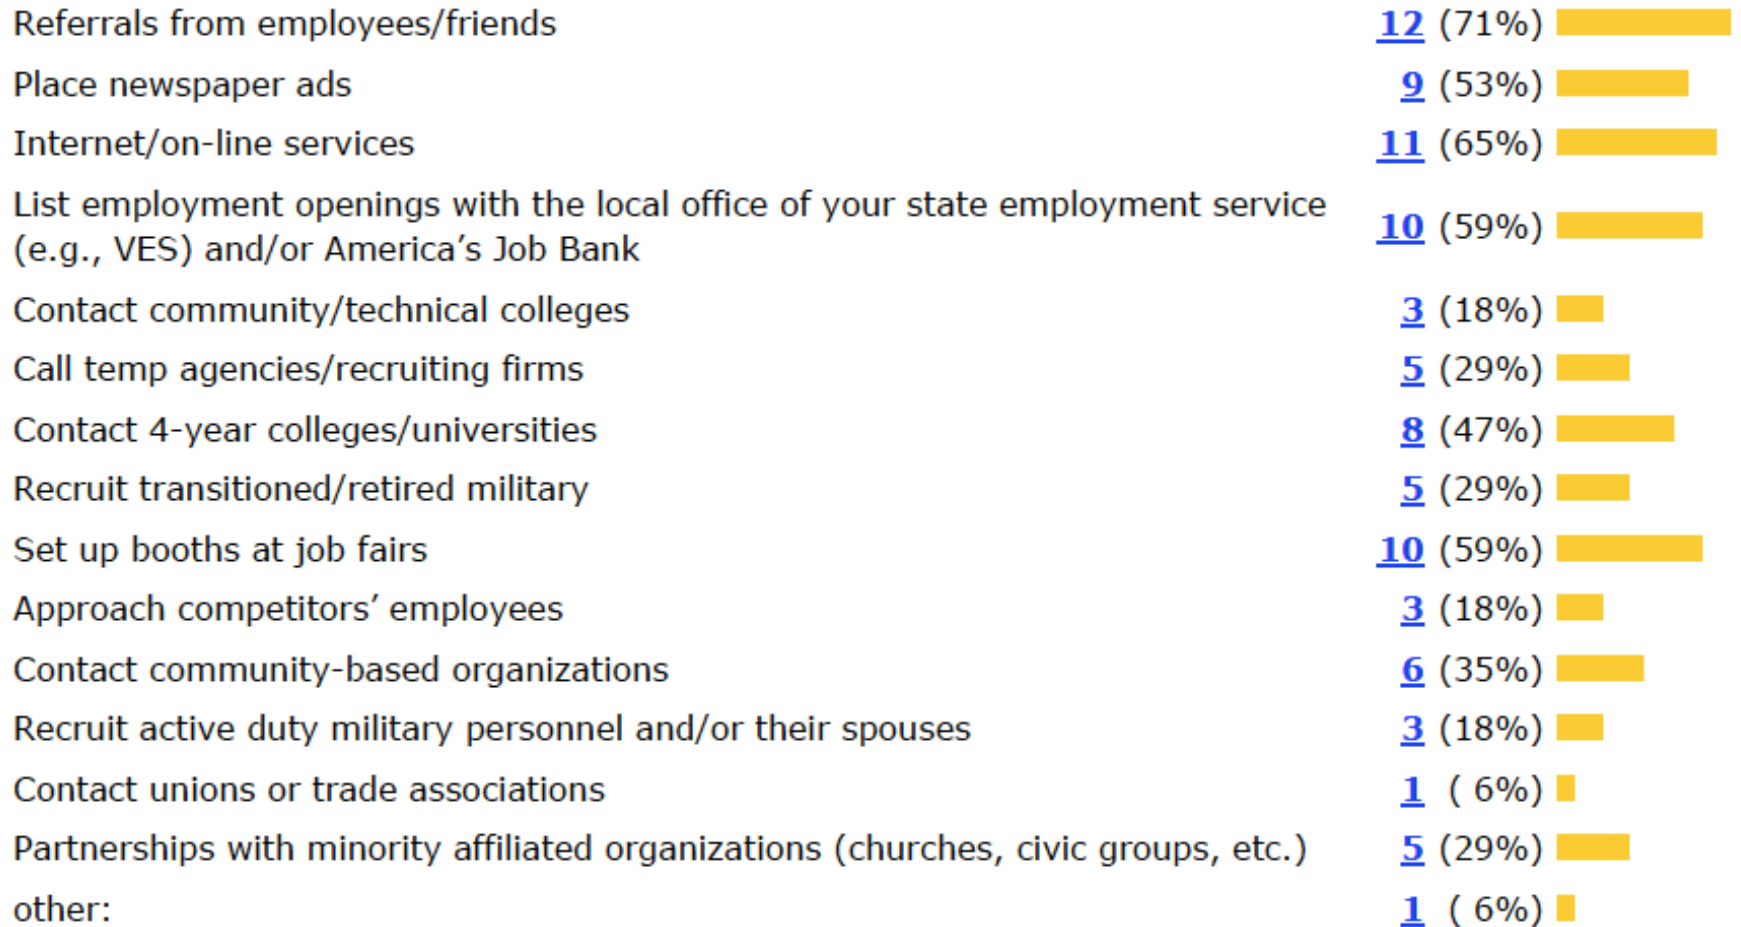 Referrals from employees/friends 12 (71%)
Place newspaper ads 9 (53%)
Internet/on-line services 11 (65%)
List employment openings with the local office of your state employment service
(e.g., VES) and/or America’s Job Bank 10 (59%)
Contact community/technical colleges 3 (18%)
Call temp agencies/recruiting firms 5 (29%)
Contact 4-year colleges/universities 8 (47%)
Recruit transitioned/retired military 5 (29%)
Set up booths at job fairs 10 (59%)
Approach competitors’ employees 3 (18%)
Contact community-based organizations 6 (35%)
Recruit active duty military personnel and/or their spouses 3 (18%)
Contact unions or trade associations 1 ( 6%)
Partnerships with minority affiliated organizations (churches, civic groups, etc.) 5 (29%)
other: 1 ( 6%)